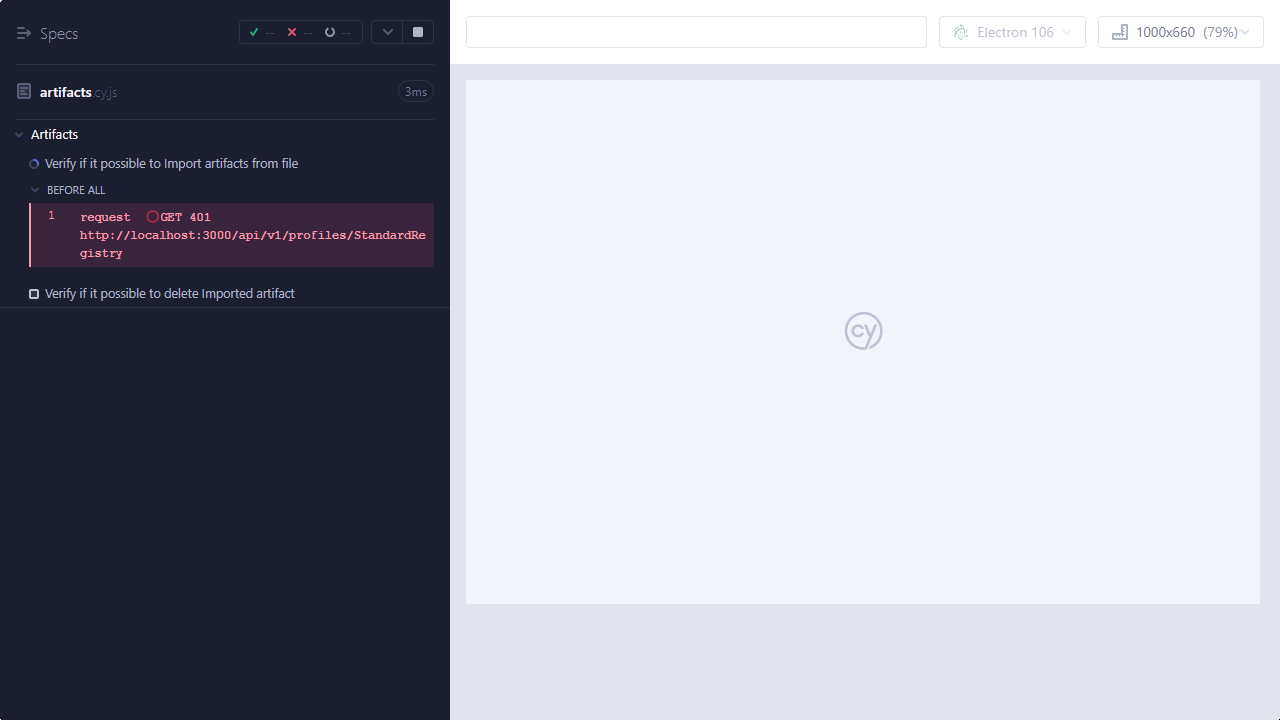 Specs
-- -- --
artifacts.cy.js
3ms
Artifacts
Verify if it possible to Import artifacts from file
BEFORE ALL
1 request GET 401
http://localhost:3000/api/v1/profiles/StandardRe
gistry
Verify if it possible to delete Imported artifact
Electron 106
1000x660 (79%)
cy